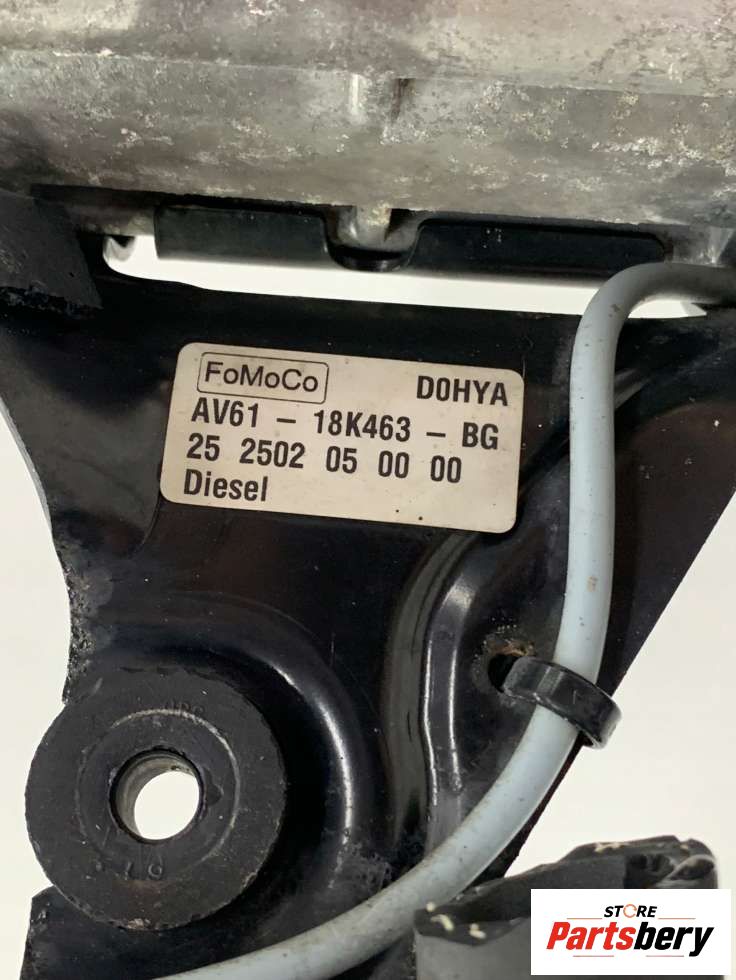 FoMoCo D0HYA
AV61 - 18K463 - BG
25 2502 05 00 00
Diesel
STORE
Partsbery